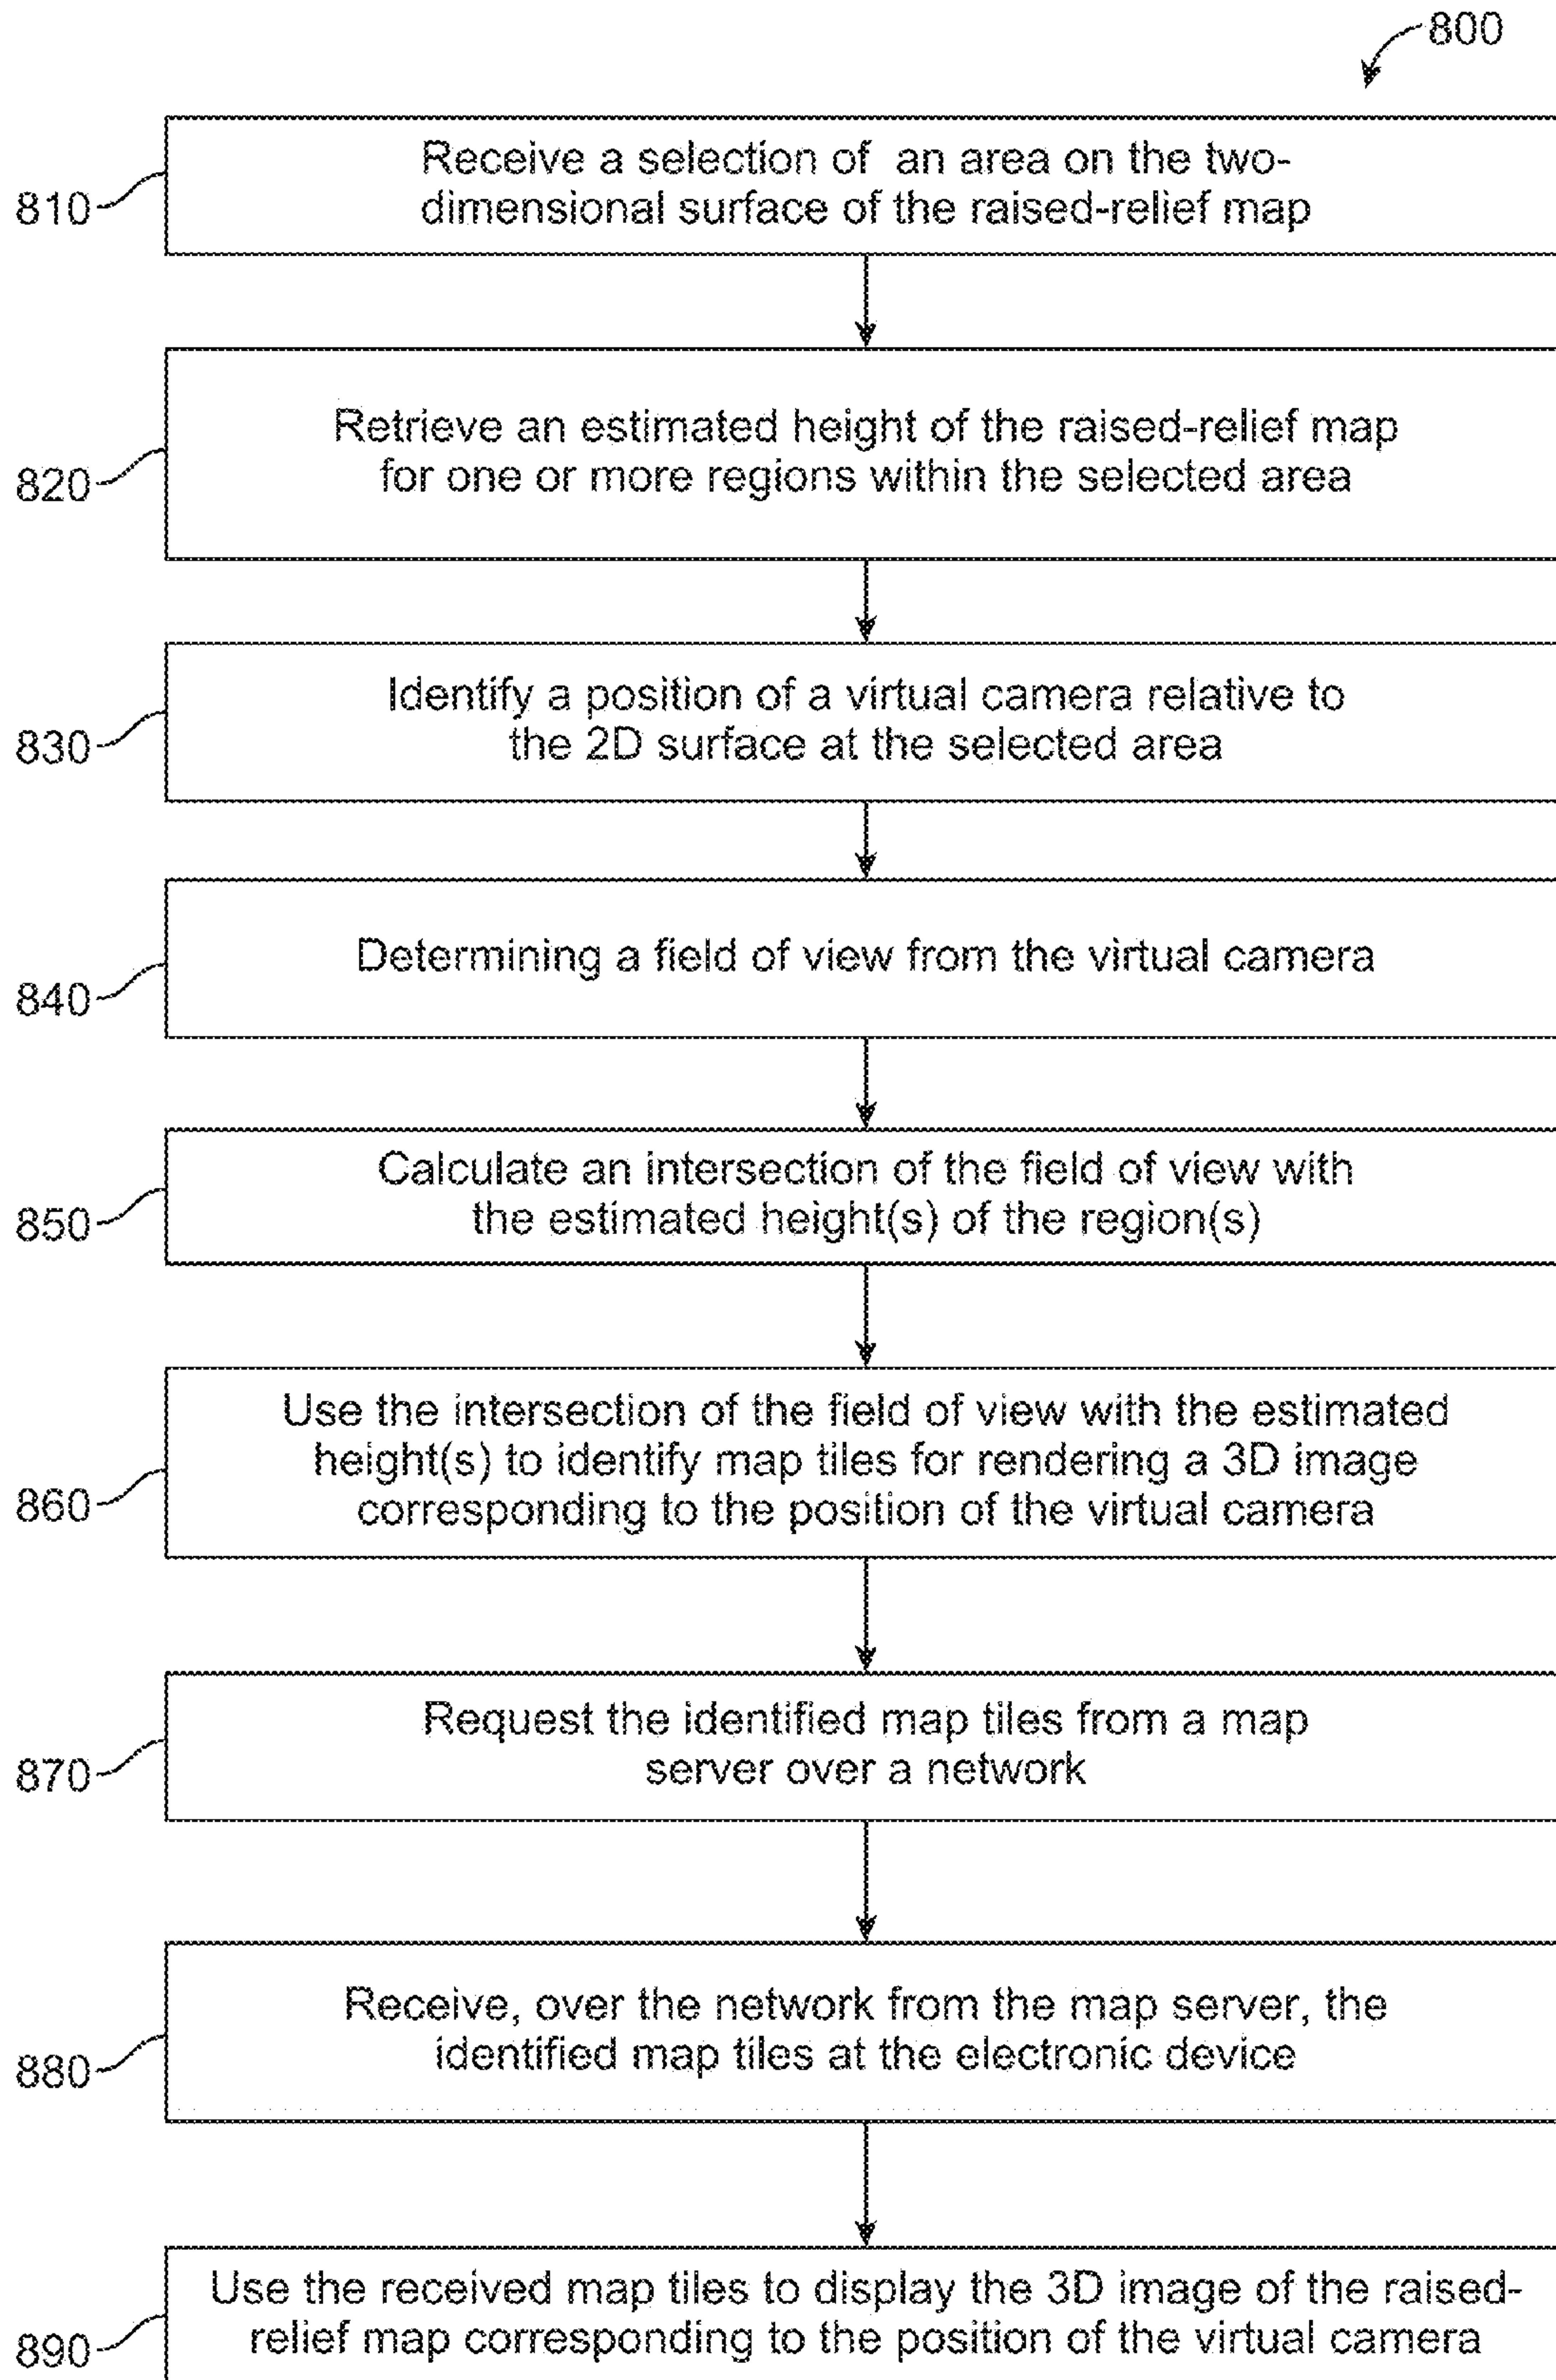 800
810
Receive a selection of an area on the two-
dimensional surface of the raised-relief map
820
Retrieve an estimated height of the raised-relief map
for one or more regions within the selected area
830
Identify a position of a virtual camera relative to
the 2D surface at the selected area
840
Determining a field of view from the virtual camera
850
Calculate an intersection of the field of view with
the estimated height(s) of the region(s)
860
Use the intersection of the field of view with the estimated
height(s) to identify map tiles for rendering a 3D image
corresponding to the position of the virtual camera
870
Request the identified map tiles from a map
server over a network
880
Receive, over the network from the map server, the
identified map tiles at the electronic device
890
Use the received map tiles to display the 3D image of the raised-
relief map corresponding to the position of the virtual camera